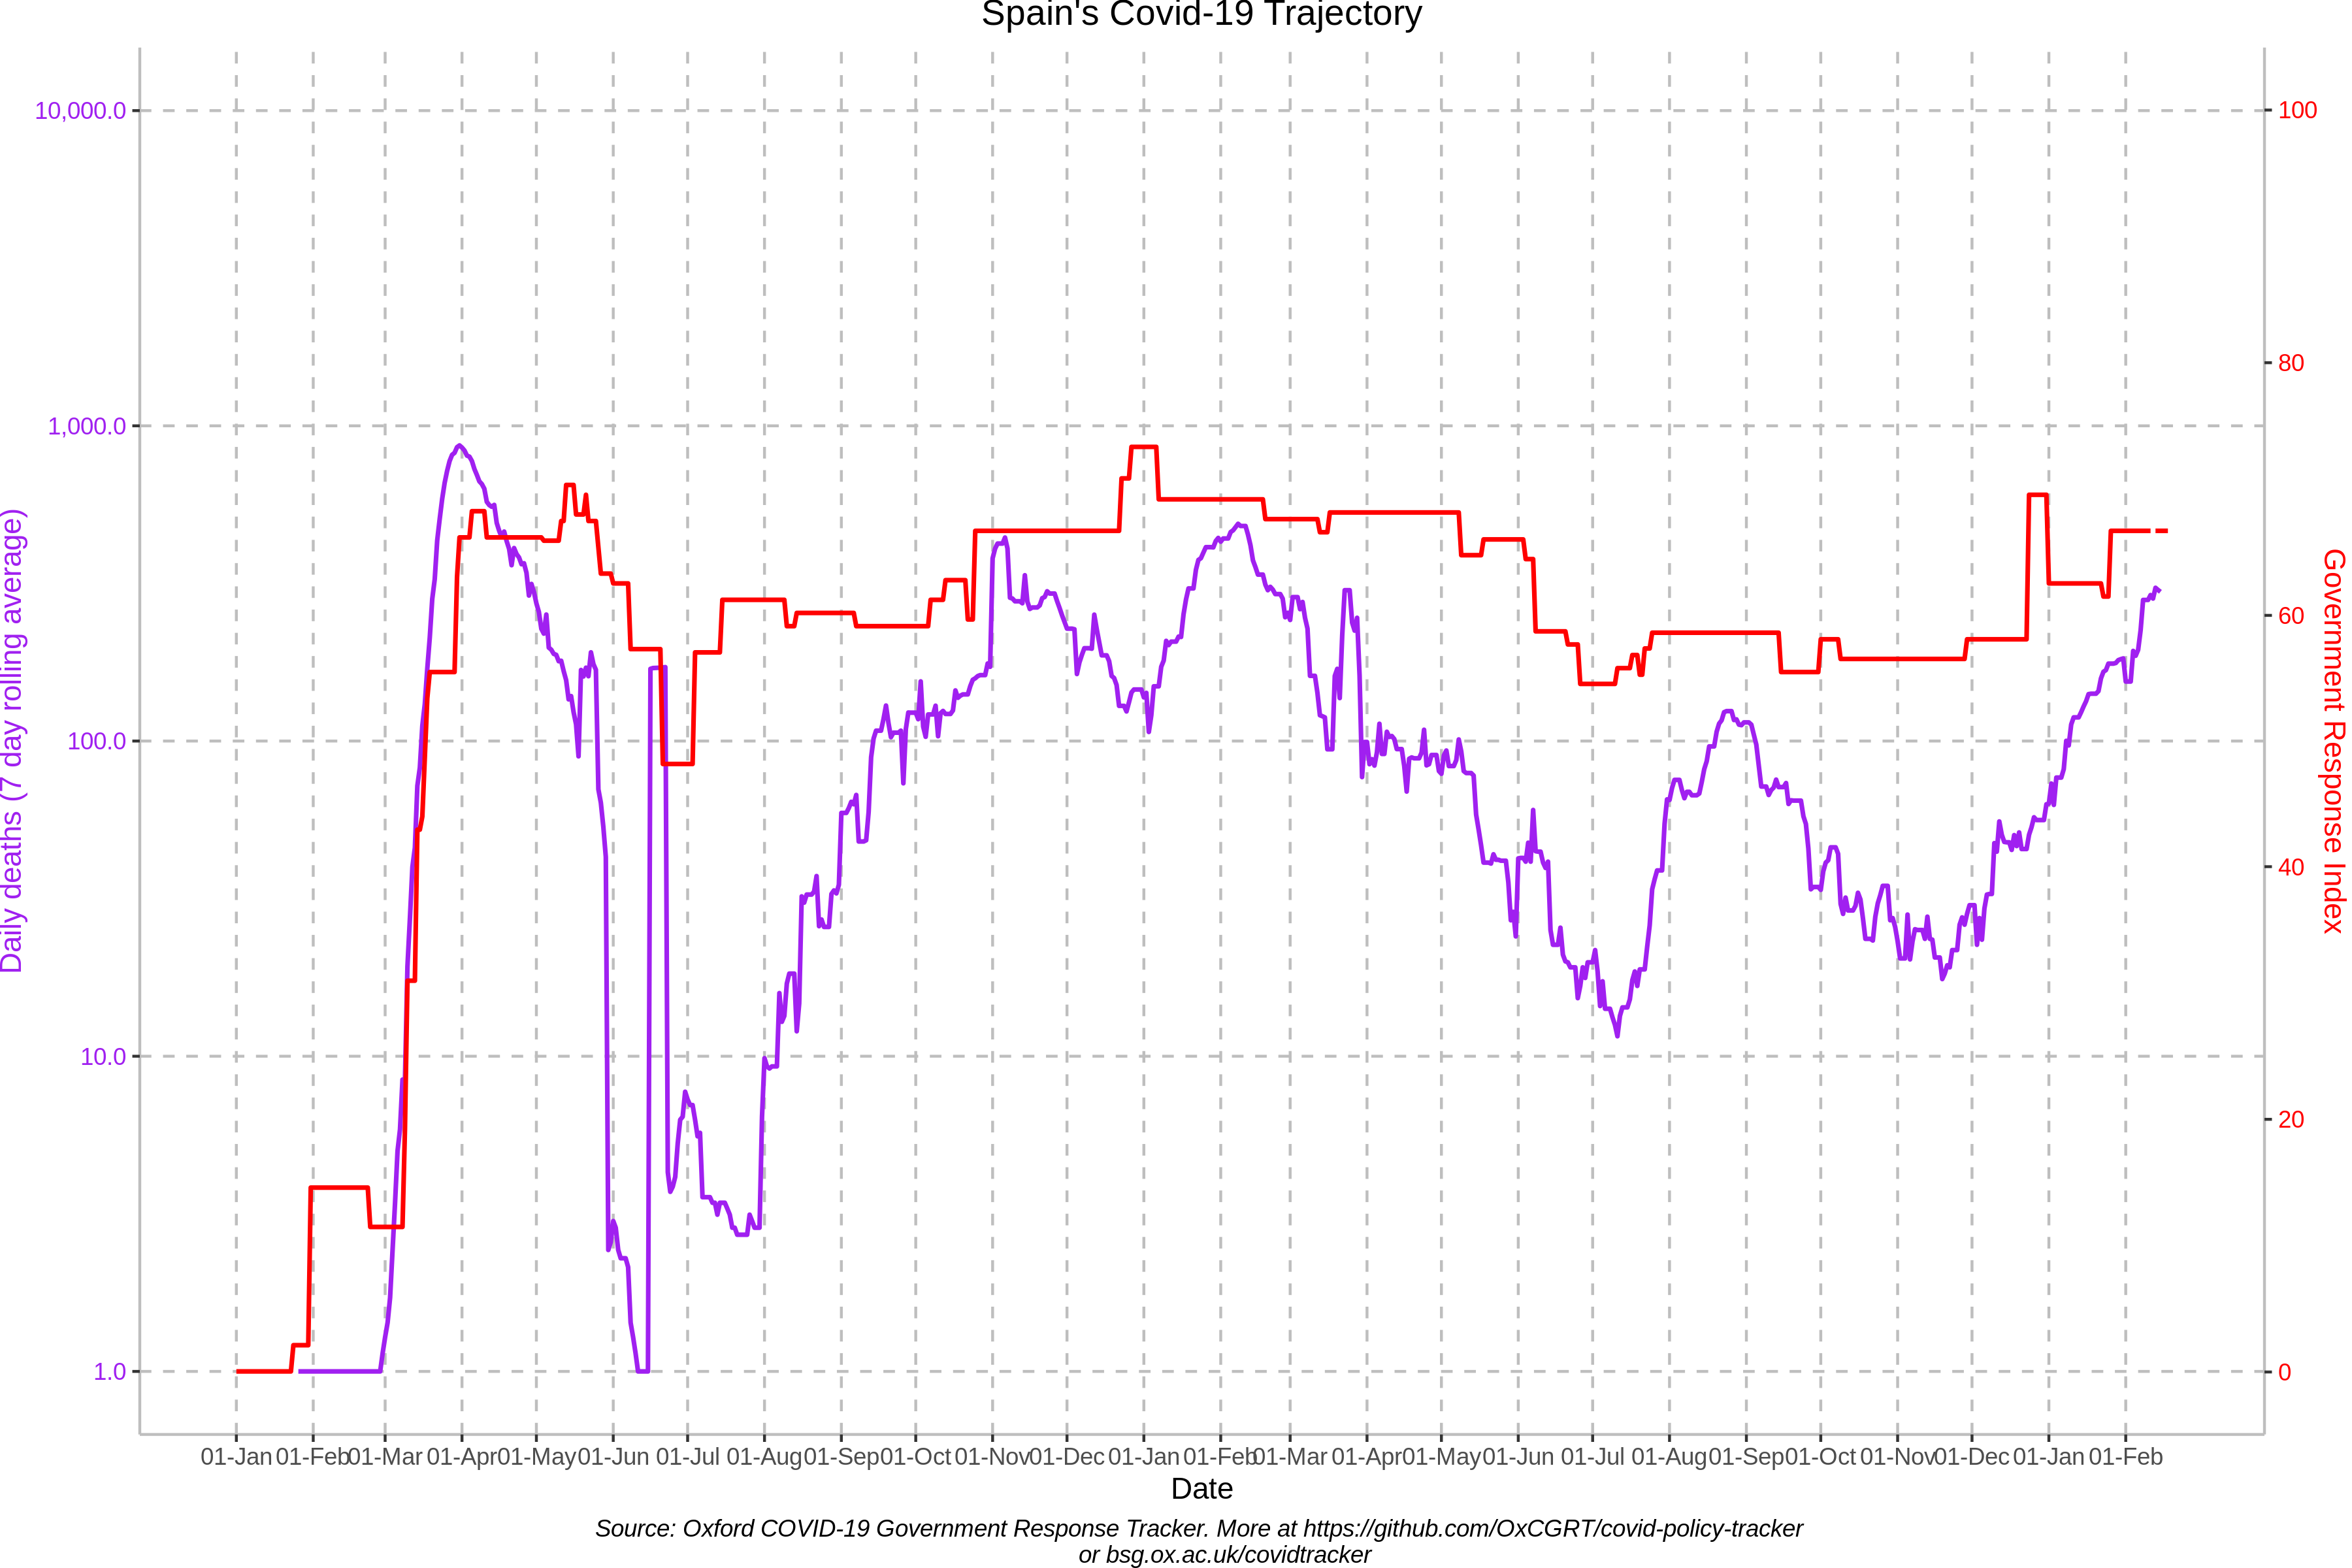 Spain's Covid-19 Trajectory
Daily deaths (7 day rolling average)
10,000.0
1,000.0
100.0
10.0
1.0
100
80
60
40
20
0
Government Response Index
01-Jan 01-Feb 01-Mar 01-Apr 01-May 01-Jun 01-Jul 01-Aug 01-Sep 01-Oct 01-Nov 01-Dec 01-Jan 01-Feb 01-Mar 01-Apr 01-May 01-Jun 01-Jul 01-Aug 01-Sep 01-Oct 01-Nov 01-Dec 01-Jan 01-Feb
Date
Source: Oxford COVID-19 Government Response Tracker. More at https://github.com/OxCGRT/covid-policy-tracker
or bsg.ox.ac.uk/covidtracker